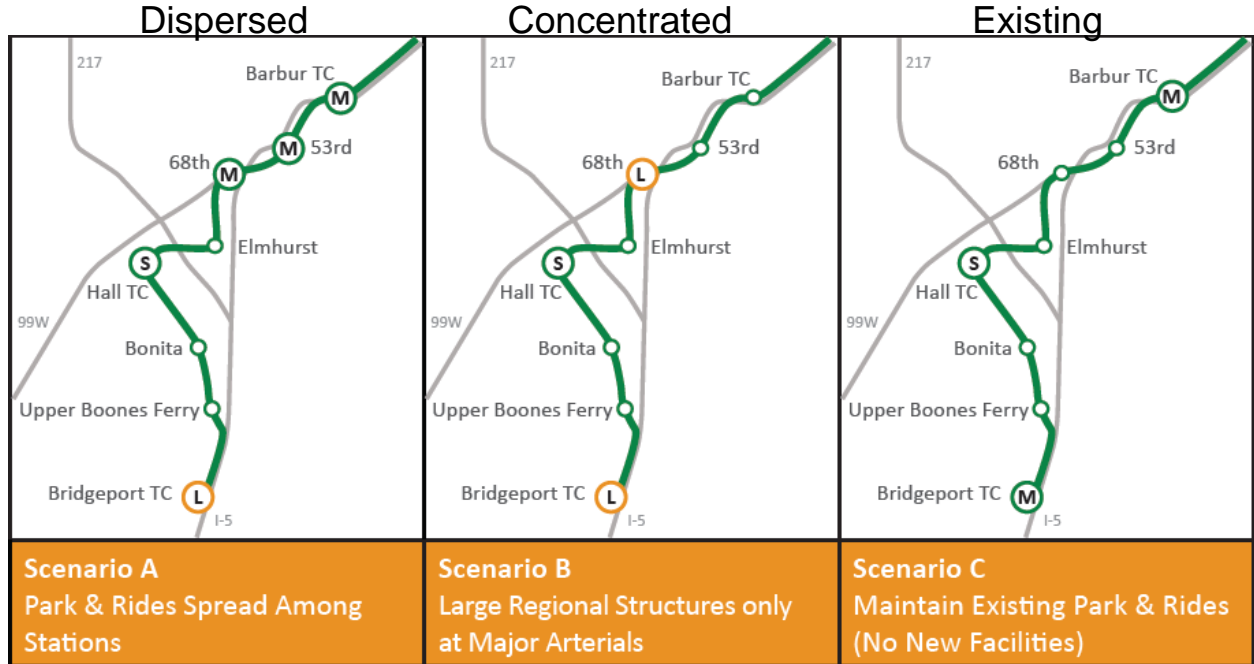 Dispersed
217
Barbur TC
M
M
53rd
68th
M
Elmhurst
S
Hall TC
99W
Bonita
Upper Boones Ferry
Bridgeport TC
L
I-5
Scenario A
Park & Rides Spread Among
Stations
Concentrated
217
Barbur TC
53rd
68th
L
Elmhurst
S
Hall TC
99W
Bonita
Upper Boones Ferry
Bridgeport TC
L
I-5
Scenario B
Large Regional Structures only
at Major Arterials
Existing
217
Barbur TC
M
53rd
68th
Elmhurst
S
Hall TC
99W
Bonita
Upper Boones Ferry
Bridgeport TC
M
I-5
Scenario C
Maintain Existing Park & Rides
(No New Facilities)